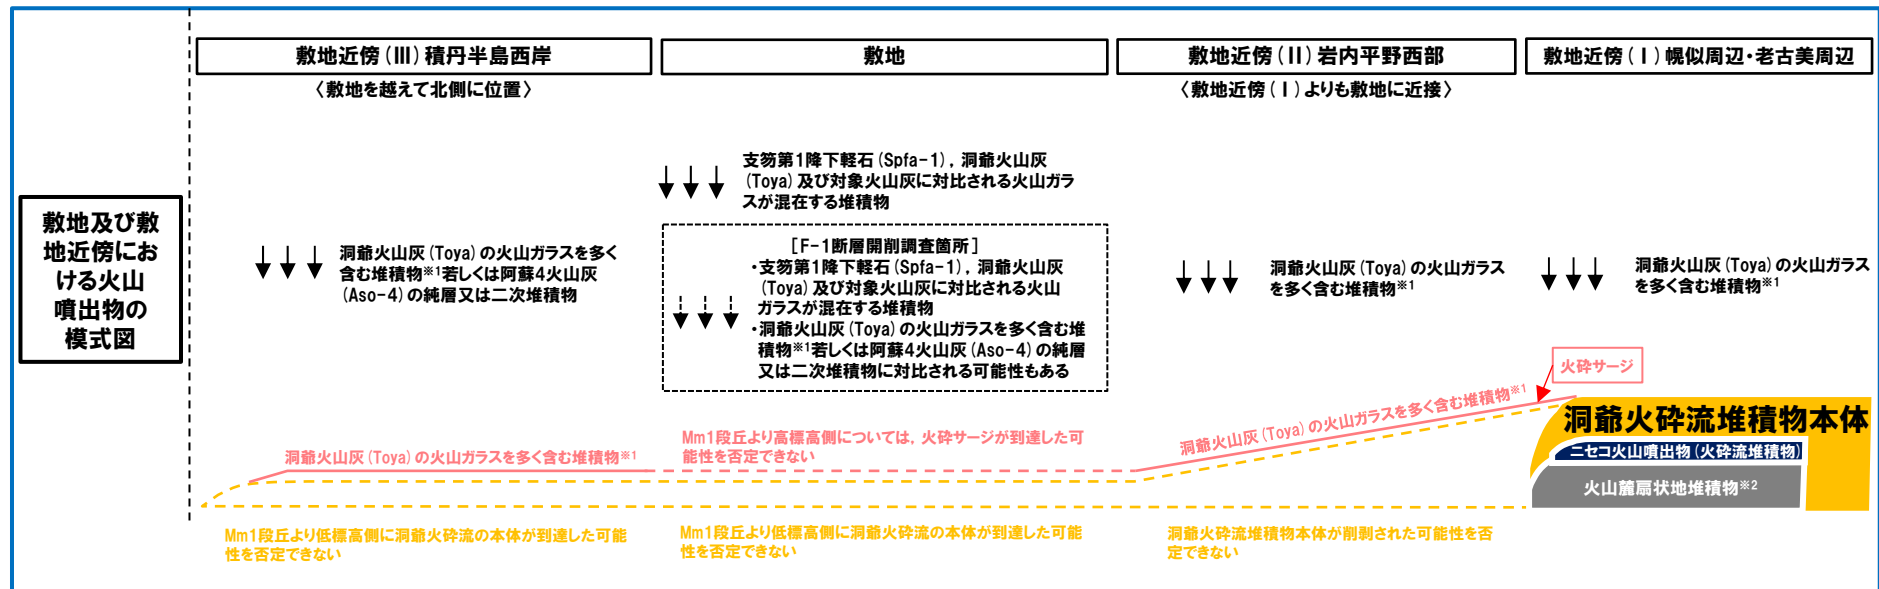 敷地及び敷
地近傍にお
ける火山
噴出物の
模式図
敷地近傍(Ⅲ)積丹半島西岸
〈敷地を越えて北側に位置〉
洞爺火山灰(Toya)の火山ガラスを多く
含む堆積物※1若しくは阿蘇4火山灰
(Aso-4)の純層又は二次堆積物
洞爺火山灰(Toya)の火山ガラスを多く含む堆積物※1
Mm1段丘より低標高側に洞爺火砕流の本体が到達した可能
性を否定できない
敷地
支笏第1降下軽石(Spfa-1),洞爺火山灰
(Toya)及び対象火山灰に対比される火山ガラ
スが混在する堆積物
[F-1断層開削調査箇所]
・支笏第1降下軽石(Spfa-1),洞爺火山灰
(Toya)及び対象火山灰に対比される火山
ガラスが混在する堆積物
・洞爺火山灰(Toya)の火山ガラスを多く含む堆
積物※1若しくは阿蘇4火山灰(Aso-4)の純層
又は二次堆積物に対比される可能性もある
Mm1段丘より高標高側については,火砕サージが到達した可
能性を否定できない
Mm1段丘より低標高側に洞爺火砕流の本体が到達した可能
性を否定できない
敷地近傍(Ⅱ)岩内平野西部
〈敷地近傍(Ⅰ)よりも敷地に近接〉
洞爺火山灰(Toya)の火山ガラス
を多く含む堆積物※1
洞爺火山灰(Toya)の火山ガラスを多く含む堆積物※1
洞爺火砕流堆積物本体が削剥された可能性を否
定できない
敷地近傍(Ⅰ)幌似周辺・老古美周辺
洞爺火山灰(Toya)の火山ガラス
を多く含む堆積物※1
火砕サージ
洞爺火砕流堆積物本体
ニセコ火山噴出物(火砕流堆積物)
火山麓扇状地堆積物※2